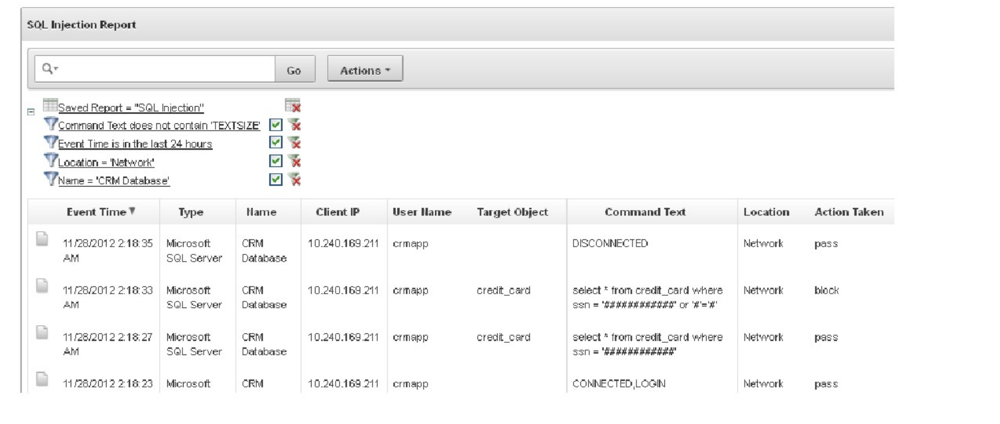 SQL Injection Report
Go Actions
Saved Report = "SQL Injection"
Command Text does not contain 'TEXTSIZE'
Event Time is in the last 24 hours
Location = 'Network'
Name = 'CRM Database'
Event Time Type Name Client IP User Name Target Object Command Text Location Action Taken
11/28/2012 2:18:35 Microsoft CRM 10.240.169.211 crmapp DISCONNECTED Network pass
AM SQL Server Database
11/28/2012 2:18:33 Microsoft CRM 10.240.169.211 crmapp credit_card select * from credit_card where Network block
AM SQL Server Database ssn = '############' or '#'='#'
11/28/2012 2:18:27 Microsoft CRM 10.240.169.211 crmapp credit_card select * from credit_card where Network pass
AM SQL Server Database ssn = '############'
11/28/2012 2:18:23 Microsoft CRM 10.240.169.211 crmapp CONNECTED,LOGIN Network pass